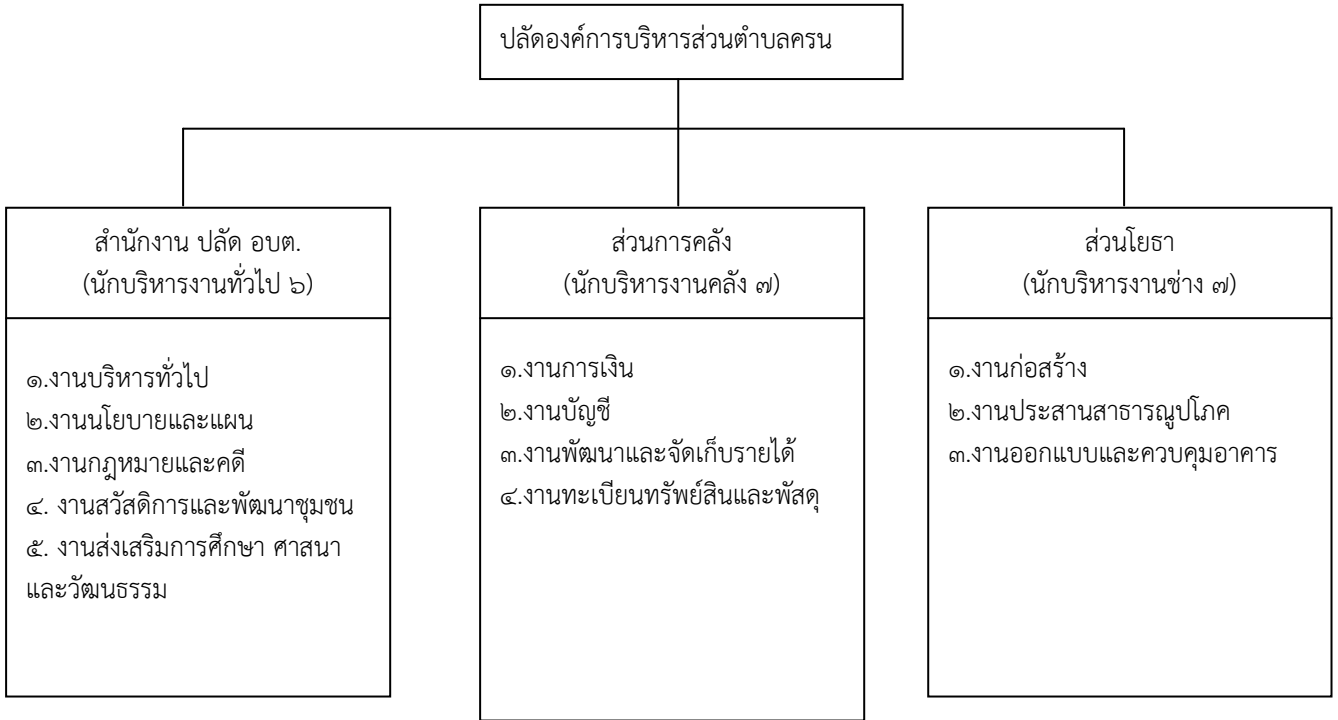 ปลัดองค์การบริหารส่วนตำบลครน
สำนักงาน ปลัด อบต.
(นักบริหารงานทั่วไป ๖)
๑.งานบริหารทั่วไป
๒.งานนโยบายและแผน
๓.งานกฎหมายและคดี
๔. งานสวัสดิการและพัฒนาชุมชน
๕. งานส่งเสริมการศึกษา ศาสนา
และวัฒนธรรม
ส่วนการคลัง
(นักบริหารงานคลัง ๗)
๑.งานการเงิน
๒.งานบัญชี
๓.งานพัฒนาและจัดเก็บรายได้
๔.งานทะเบียนทรัพย์สินและพัสดุ
ส่วนโยธา
(นักบริหารงานช่าง ๗)
๑.งานก่อสร้าง
๒.งานประสานสาธารณูปโภค
๓.งานออกแบบและควบคุมอาคาร